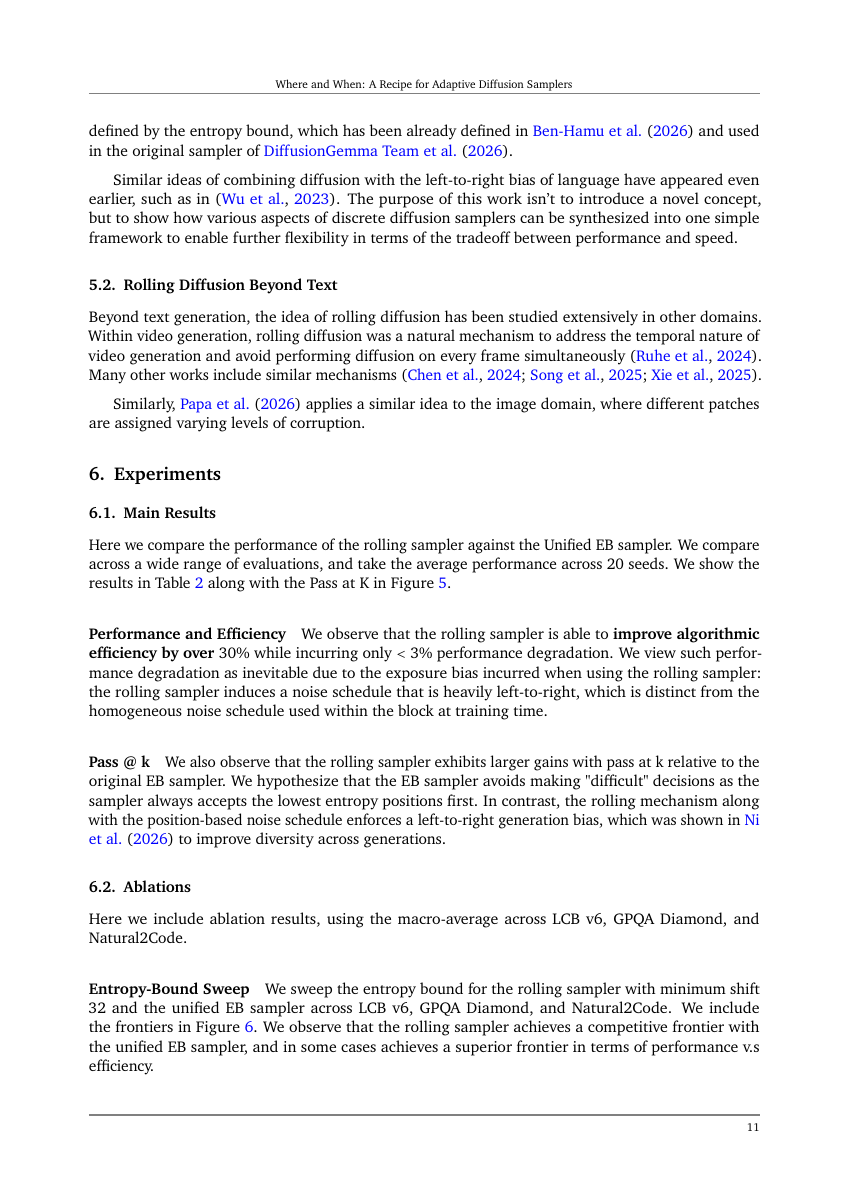 Where and When: A Recipe for Adaptive Diffusion Samplers
defined by the entropy bound, which has been already defined in Ben-Hamu et al. (2026) and used
in the original sampler of DiffusionGemma Team et al. (2026).
Similar ideas of combining diffusion with the left-to-right bias of language have appeared even
earlier, such as in (Wu et al., 2023). The purpose of this work isn't to introduce a novel concept,
but to show how various aspects of discrete diffusion samplers can be synthesized into one simple
framework to enable further flexibility in terms of the tradeoff between performance and speed.
5.2. Rolling Diffusion Beyond Text
Beyond text generation, the idea of rolling diffusion has been studied extensively in other domains.
Within video generation, rolling diffusion was a natural mechanism to address the temporal nature of
video generation and avoid performing diffusion on every frame simultaneously (Ruhe et al., 2024).
Many other works include similar mechanisms (Chen et al., 2024; Song et al., 2025; Xie et al., 2025).
Similarly, Papa et al. (2026) applies a similar idea to the image domain, where different patches
are assigned varying levels of corruption.
6. Experiments
6.1. Main Results
Here we compare the performance of the rolling sampler against the Unified EB sampler. We compare
across a wide range of evaluations, and take the average performance across 20 seeds. We show the
results in Table 2 along with the Pass at K in Figure 5.
Performance and Efficiency We observe that the rolling sampler is able to improve algorithmic
efficiency by over 30% while incurring only < 3% performance degradation. We view such perfor-
mance degradation as inevitable due to the exposure bias incurred when using the rolling sampler:
the rolling sampler induces a noise schedule that is heavily left-to-right, which is distinct from the
homogeneous noise schedule used within the block at training time.
Pass @ k We also observe that the rolling sampler exhibits larger gains with pass at k relative to the
original EB sampler. We hypothesize that the EB sampler avoids making "difficult" decisions as the
sampler always accepts the lowest entropy positions first. In contrast, the rolling mechanism along
with the position-based noise schedule enforces a left-to-right generation bias, which was shown in Ni
et al. (2026) to improve diversity across generations.
6.2. Ablations
Here we include ablation results, using the macro-average across LCB v6, GPQA Diamond, and
Natural2Code.
Entropy-Bound Sweep We sweep the entropy bound for the rolling sampler with minimum shift
32 and the unified EB sampler across LCB v6, GPQA Diamond, and Natural2Code. We include
the frontiers in Figure 6. We observe that the rolling sampler achieves a competitive frontier with
the unified EB sampler, and in some cases achieves a superior frontier in terms of performance v.s
efficiency.
11